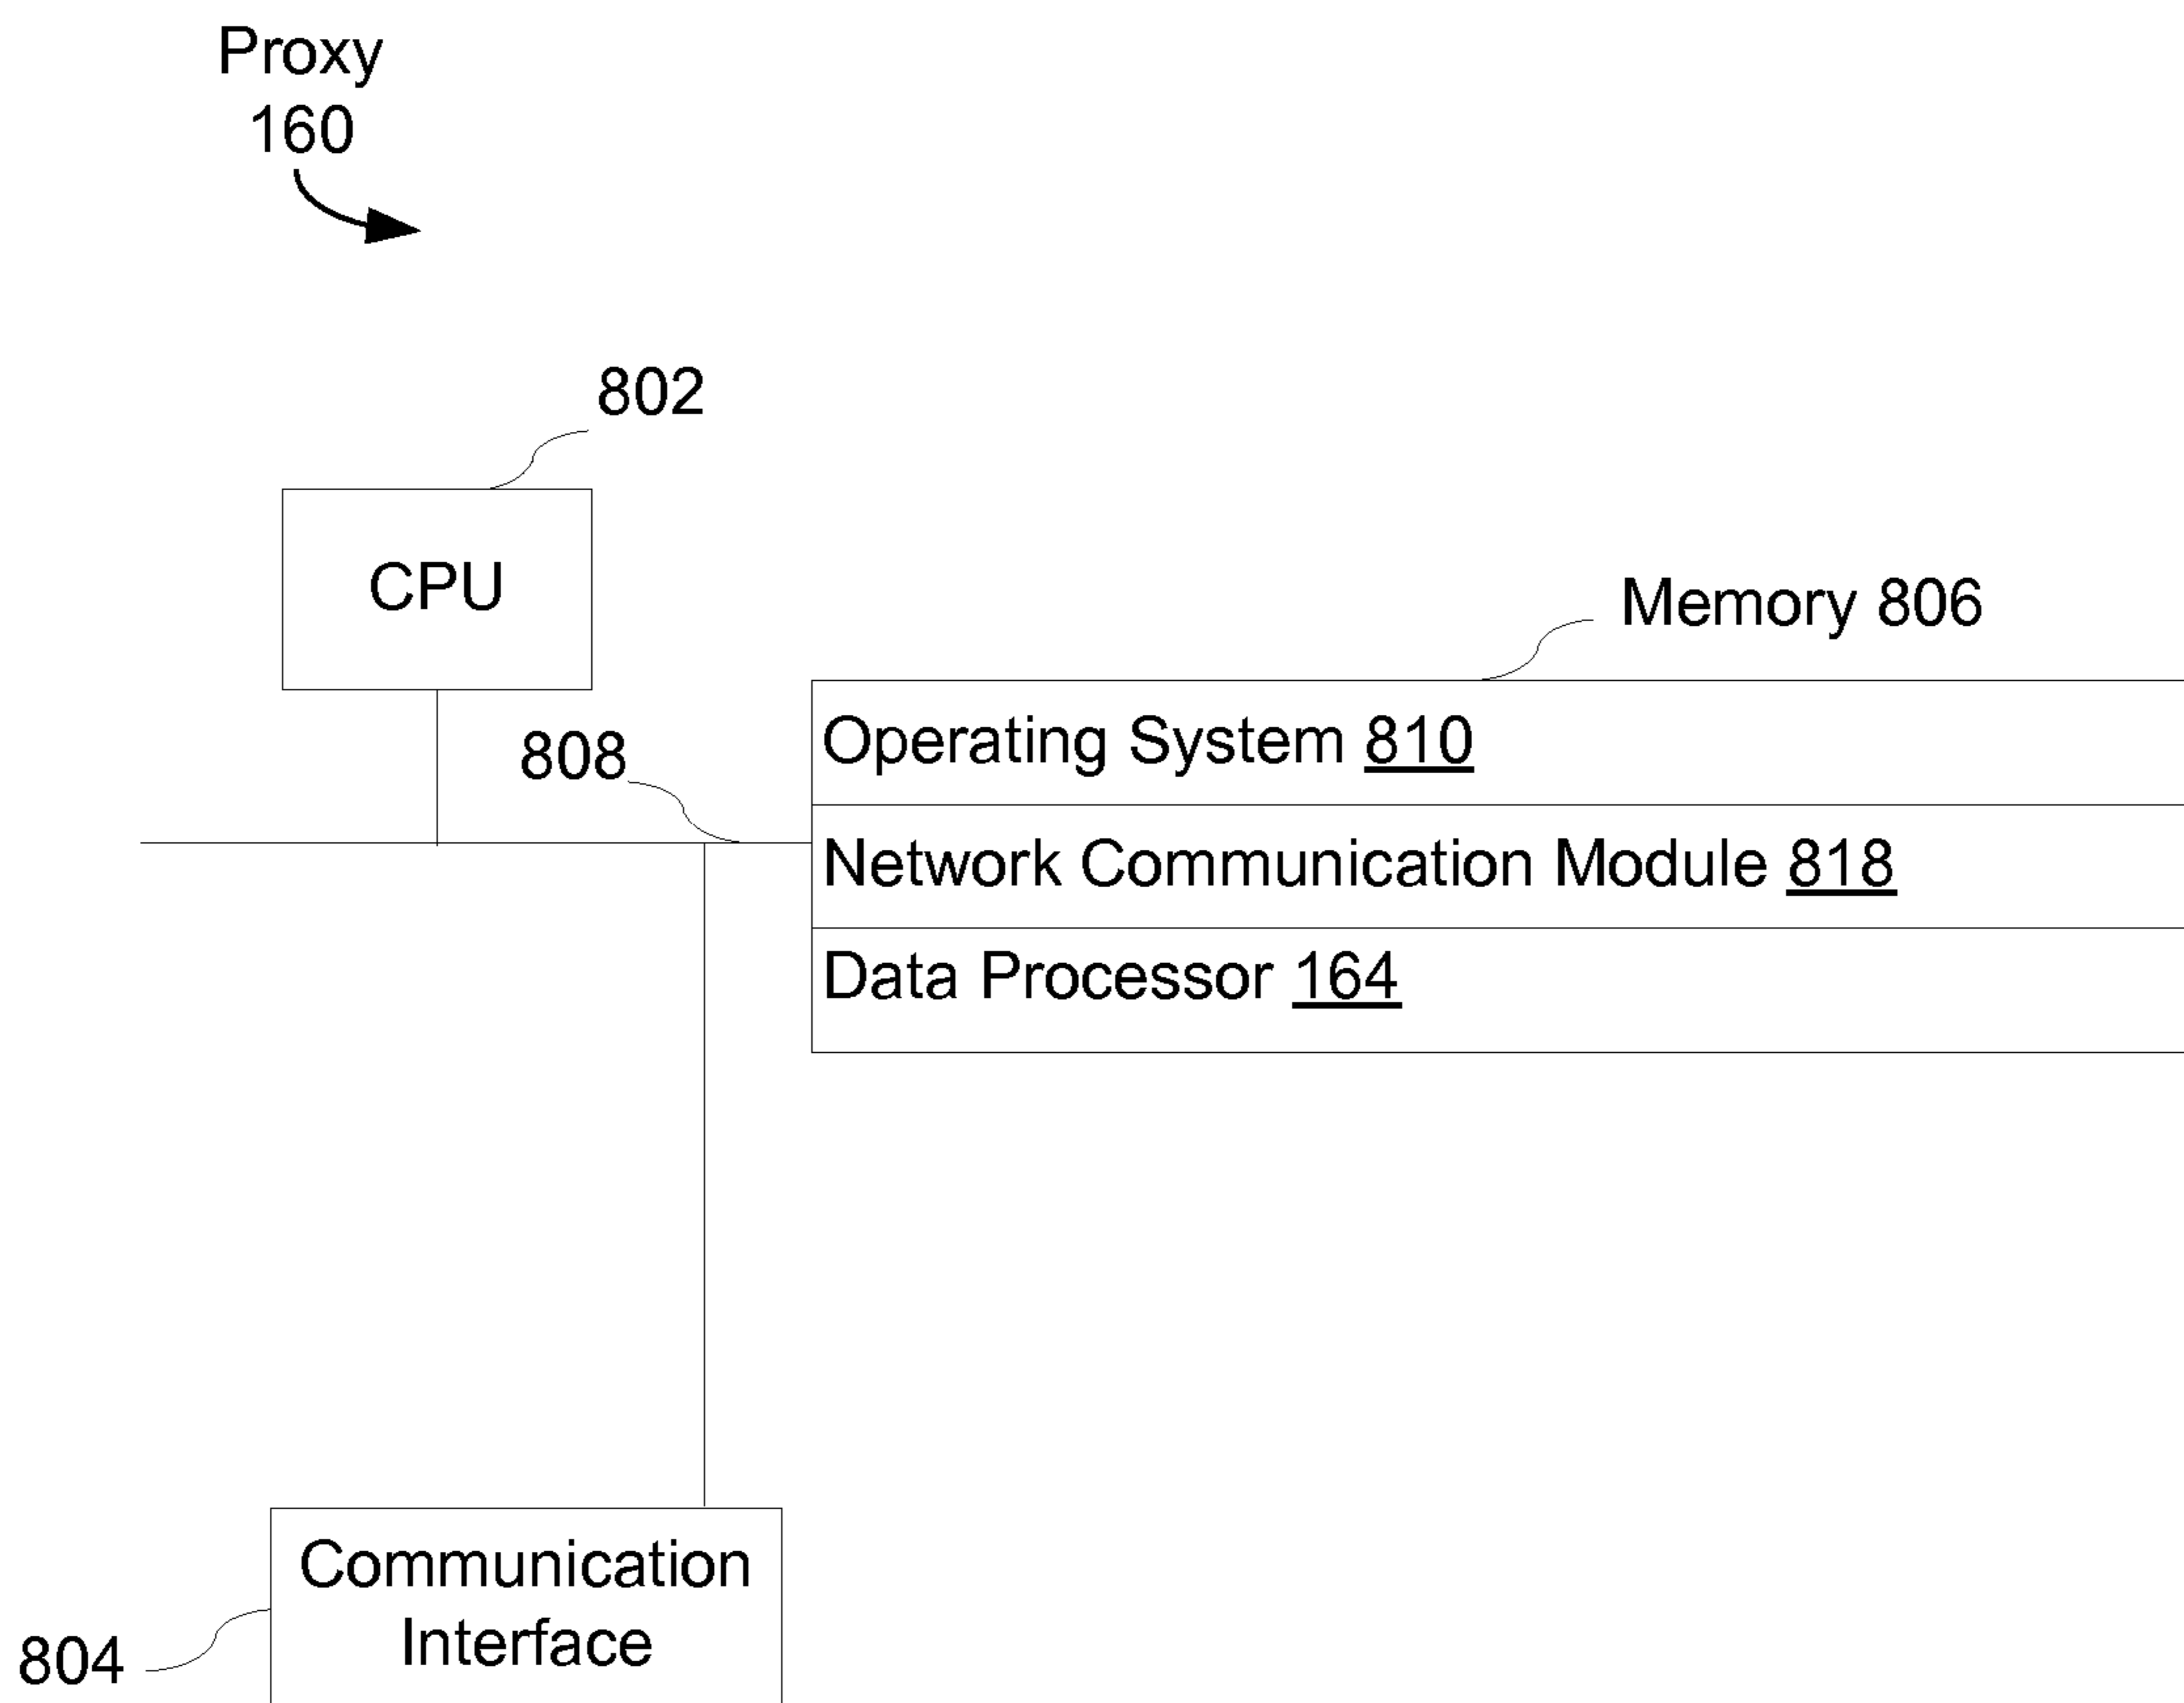 Proxy
160
802
CPU
Memory 806
808
Operating System 810
Network Communication Module 818
Data Processor 164
Communication
Interface
804